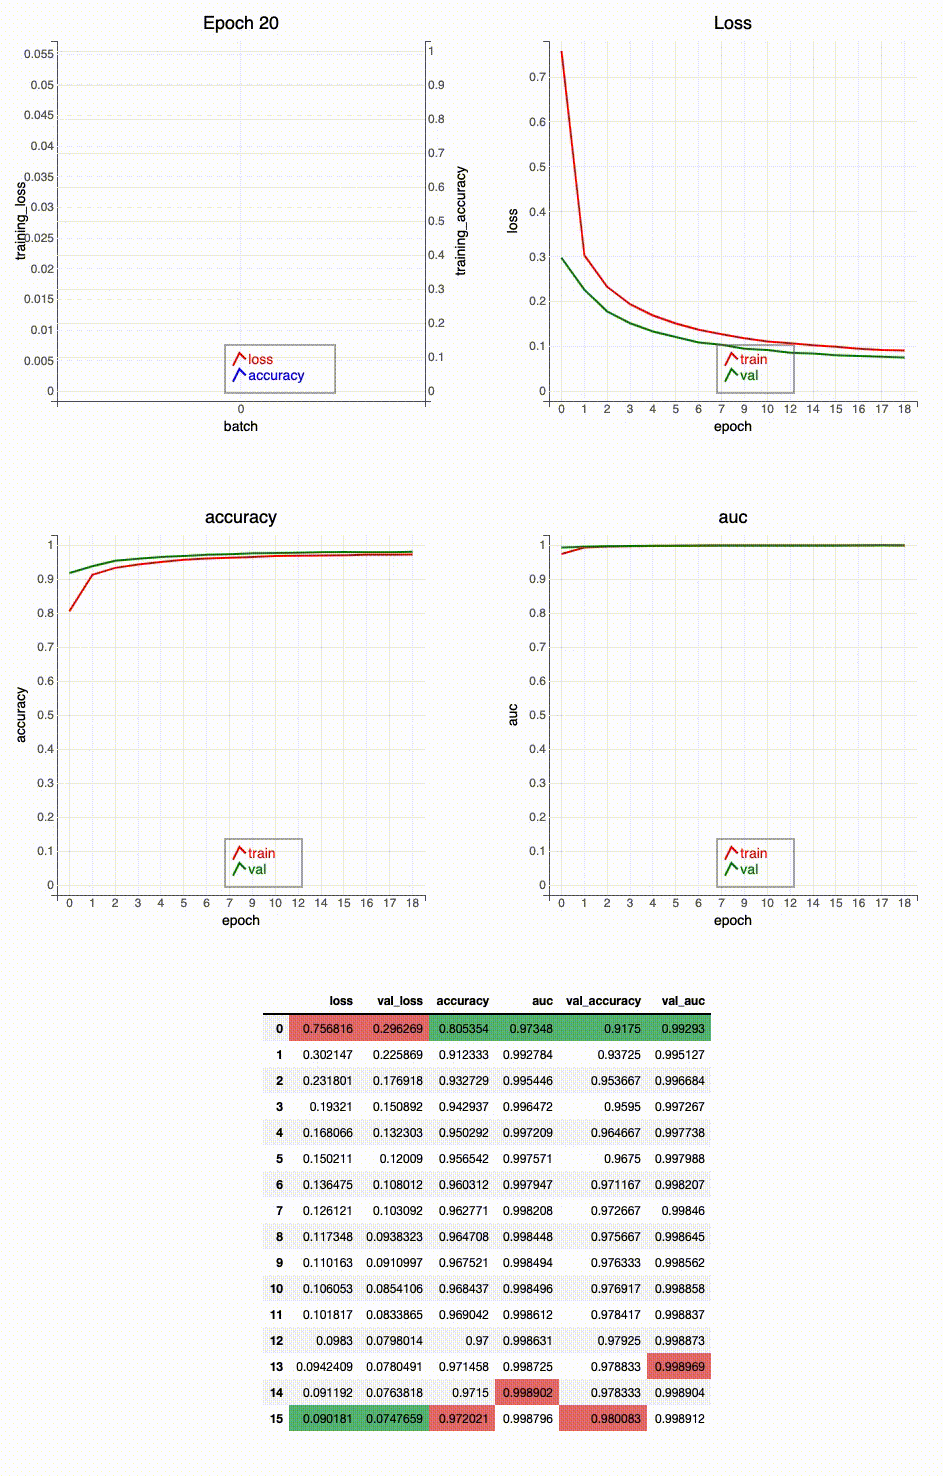 Epoch 20
0.055
0.05
0.045
0.04
0.035
0.03
0.025
0.02
0.015
0.01
0.005
0
training_loss
1
0.9
0.8
0.7
0.6
0.5
0.4
0.3
0.2
0.1
0
training_accuracy
loss
accuracy
0
batch
Loss
0.7
0.6
0.5
0.4
0.3
0.2
0.1
0
loss
train
val
0 1 2 3 4 5 6 7 9 10 12 14 15 16 17 18
epoch
accuracy
1
0.9
0.8
0.7
0.6
0.5
0.4
0.3
0.2
0.1
0
accuracy
train
val
0 1 2 3 4 5 6 7 9 10 12 14 15 16 17 18
epoch
auc
1
0.9
0.8
0.7
0.6
0.5
0.4
0.3
0.2
0.1
0
auc
train
val
0 1 2 3 4 5 6 7 9 10 12 14 15 16 17 18
epoch
loss val_loss accuracy auc val_accuracy val_auc
0 0.756816 0.296269 0.805354 0.97348 0.9175 0.99293
1 0.302147 0.225869 0.912333 0.992784 0.93725 0.995127
2 0.231801 0.176918 0.932729 0.995446 0.953667 0.996684
3 0.19321 0.150892 0.942937 0.996472 0.9595 0.997267
4 0.168066 0.132303 0.950292 0.997209 0.964667 0.997738
5 0.150211 0.12009 0.956542 0.997571 0.9675 0.997988
6 0.136475 0.108012 0.960312 0.997947 0.971167 0.998207
7 0.126121 0.103092 0.962771 0.998208 0.972667 0.99846
8 0.117348 0.0938323 0.964708 0.998448 0.975667 0.998645
9 0.110163 0.0910997 0.967521 0.998494 0.976333 0.998562
10 0.106053 0.0854106 0.968437 0.998496 0.976917 0.998858
11 0.101817 0.0833865 0.969042 0.998612 0.978417 0.998837
12 0.0983 0.0798014 0.97 0.998631 0.97925 0.998873
13 0.0942409 0.0780491 0.971458 0.998725 0.978833 0.998969
14 0.091192 0.0763818 0.9715 0.998902 0.978333 0.998904
15 0.090181 0.0747659 0.972021 0.998796 0.980083 0.998912